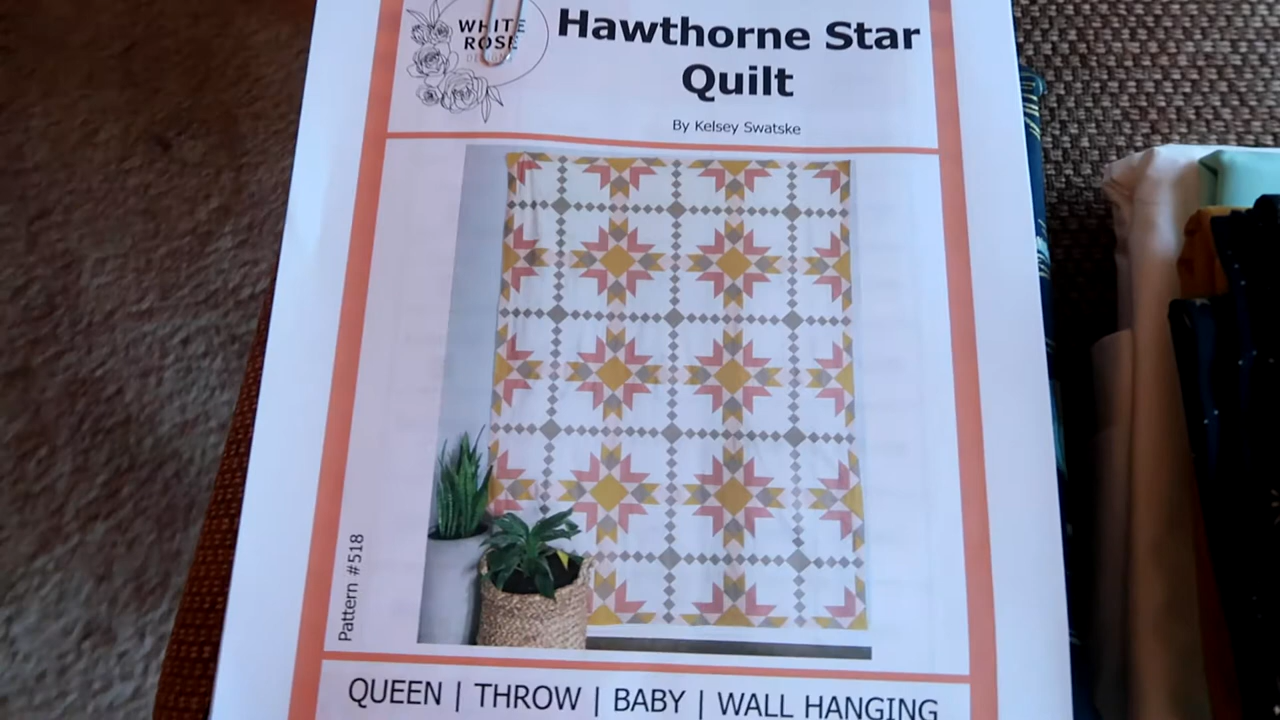 WHITE
ROSE
Hawthorne Star
Quilt
By Kelsey Swatske
Pattern #518
QUEEN | THROW | BABY | WALL HANGING